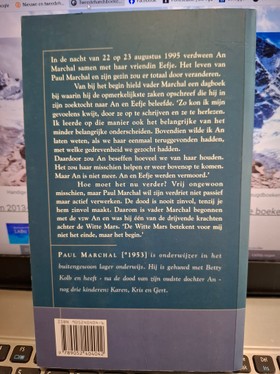 In de nacht van 22 op 23 augustus 1995 verdween An
Marchal samen met haar vriendin Eefje. Het leven van
Paul Marchal en zijn gezin zou er totaal door veranderen.
Van bij het begin hield vader Marchal een dagboek
bij waarin hij de opmerkelijkste zaken opschreef die hij in
zijn zoektocht naar An en Eefje beleefde. 'Zo kon ik mijn
gevoelens kwijt, door ze op te schrijven en te herlezen.
Ik leerde op die manier ook het belangrijke van het
minder belangrijke onderscheiden. Bovendien wilde ik An
laten weten, als we haar eenmaal teruggevonden hadden,
met welke gedrevenheid we gezocht hadden.
Daardoor zou An beseffen hoeveel we van haar houden.
Het zou haar misschien helpen er weer bovenop te komen.
Maar An is niet meer. An en Eefje werden vermoord.'
Hoe moet het nu verder? Vrij ongewoon
misschien, maar Paul Marchal wil zijn verdriet niet passief
maar actief verwerken. De dood is nooit zinvol, tenzij je
hem zinvol maakt. Daarom is vader Marchal begonnen
met de vzw An en was hij één van de drijvende krachten
achter de Witte Mars. 'De Witte Mars betekent voor mij
niet het einde, maar het begin.'
PAUL MARCHAL [°1953] is onderwijzer in het
buitengewoon lager onderwijs. Hij is gehuwd met Betty
Kolb en heeft - na de dood van zijn oudste dochter An -
nog drie kinderen: Karen, Kris en Gert.